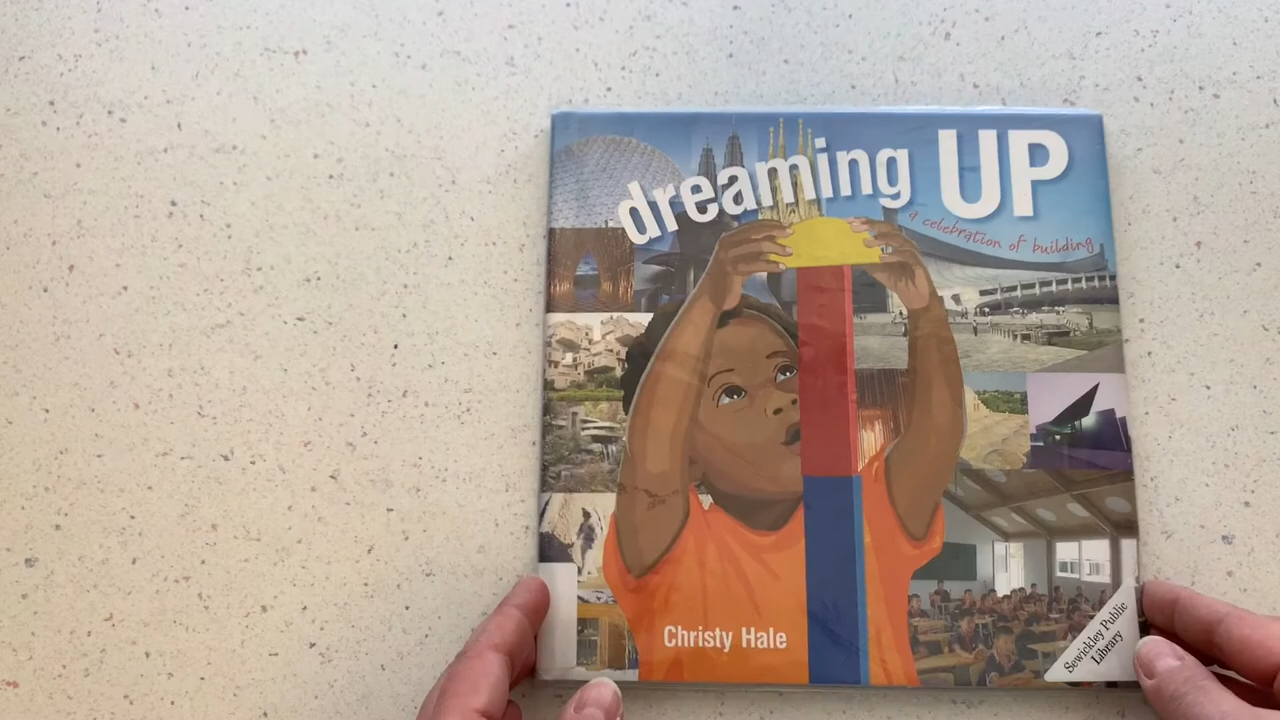 dreaming UP
a celebration of building
Christy Hale
Sewickley Public
Library